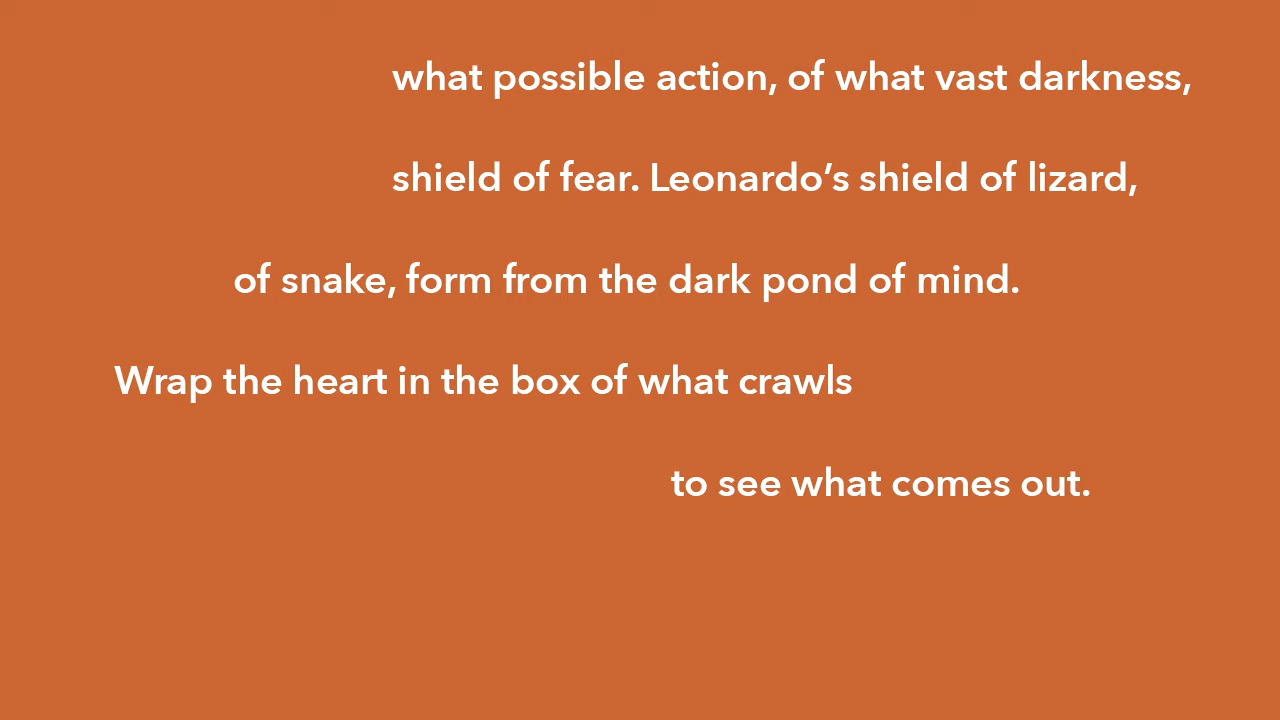 what possible action, of what vast darkness,
shield of fear. Leonardo’s shield of lizard,
of snake, form from the dark pond of mind.
Wrap the heart in the box of what crawls
to see what comes out.